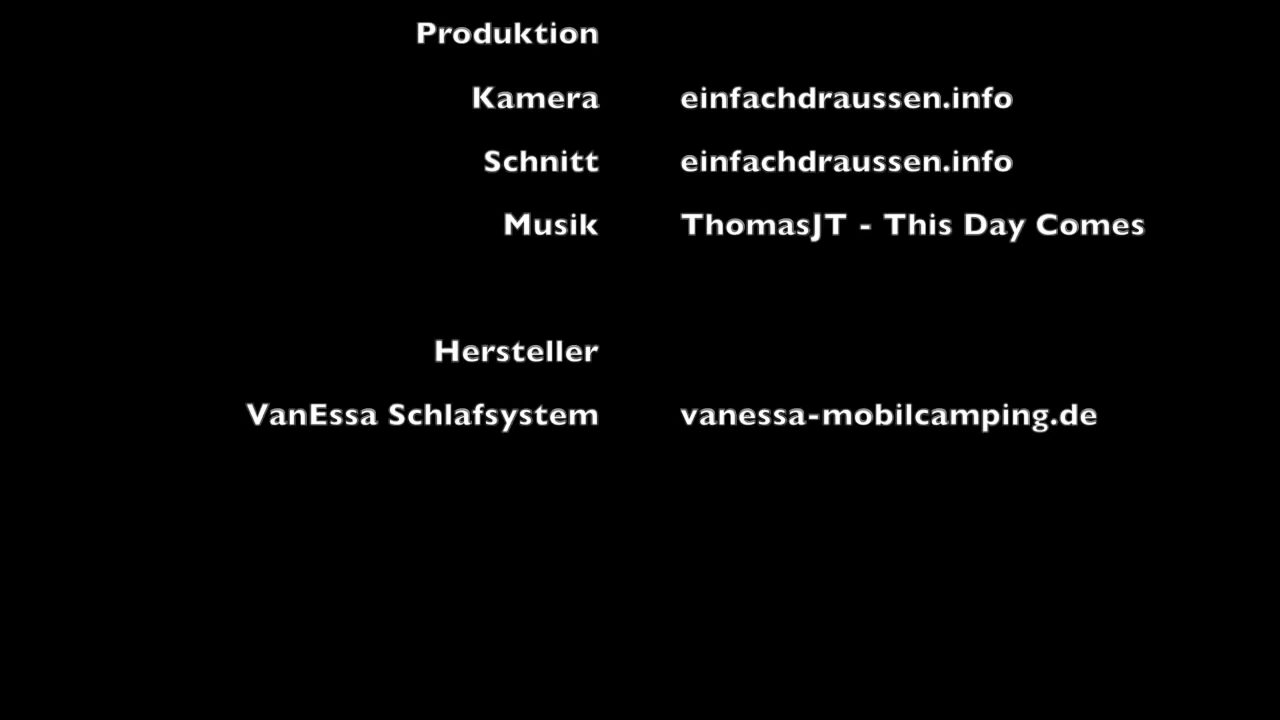 Produktion
Kamera einfachdraussen.info
Schnitt einfachdraussen.info
Musik ThomasJT - This Day Comes
Hersteller
VanEssa Schlafsystem vanessa-mobilcamping.de